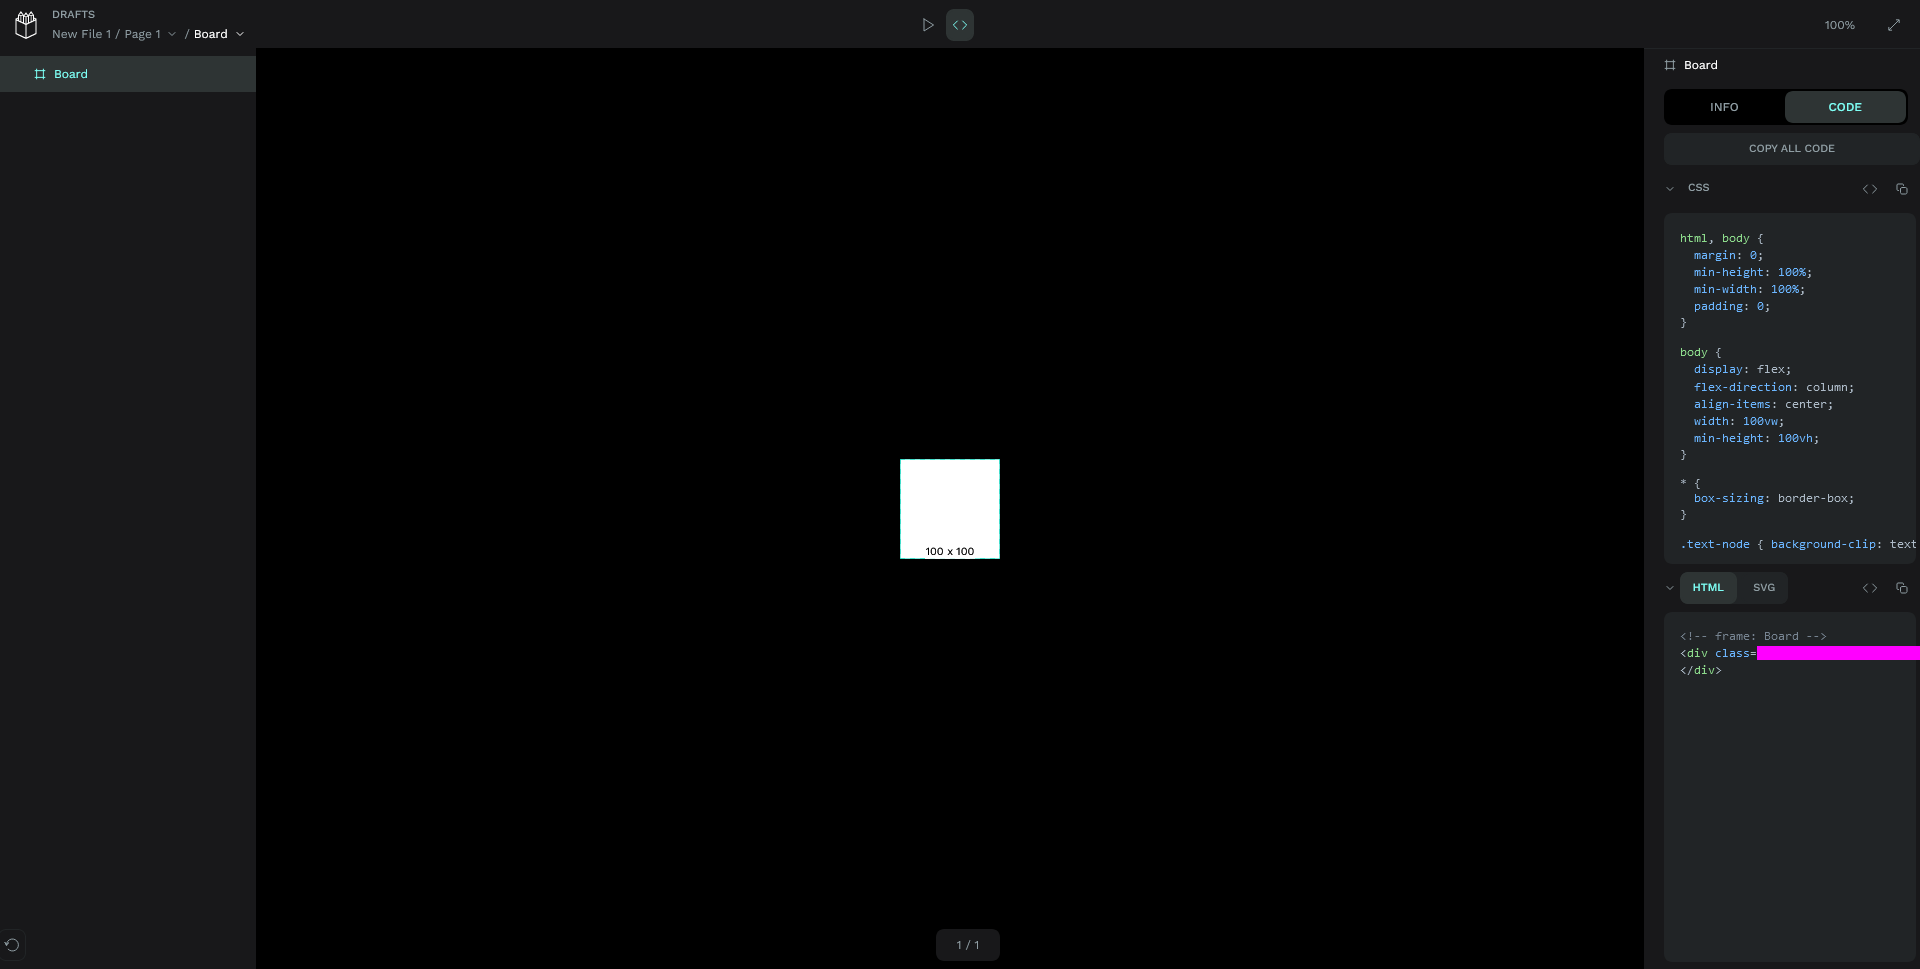 DRAFTS
New File 1 / Page 1 / Board
100%
Board
Board
INFO
CODE
COPY ALL CODE
CSS
html, body {
margin: 0;
min-height: 100%;
min-width: 100%;
padding: 0;
}
body {
display: flex;
flex-direction: column;
align-items: center;
width: 100vw;
min-height: 100vh;
}
* {
box-sizing: border-box;
}
.text-node { background-clip: text
HTML
SVG
<!-- frame: Board -->
<div class=
</div>
100 x 100
1 / 1